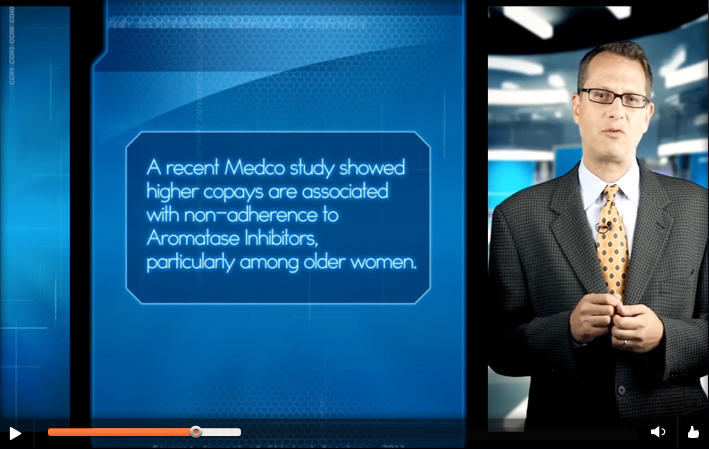 A recent Medco study showed
higher copays are associated
with non-adherence to
Aromatase Inhibitors,
particularly among older women.